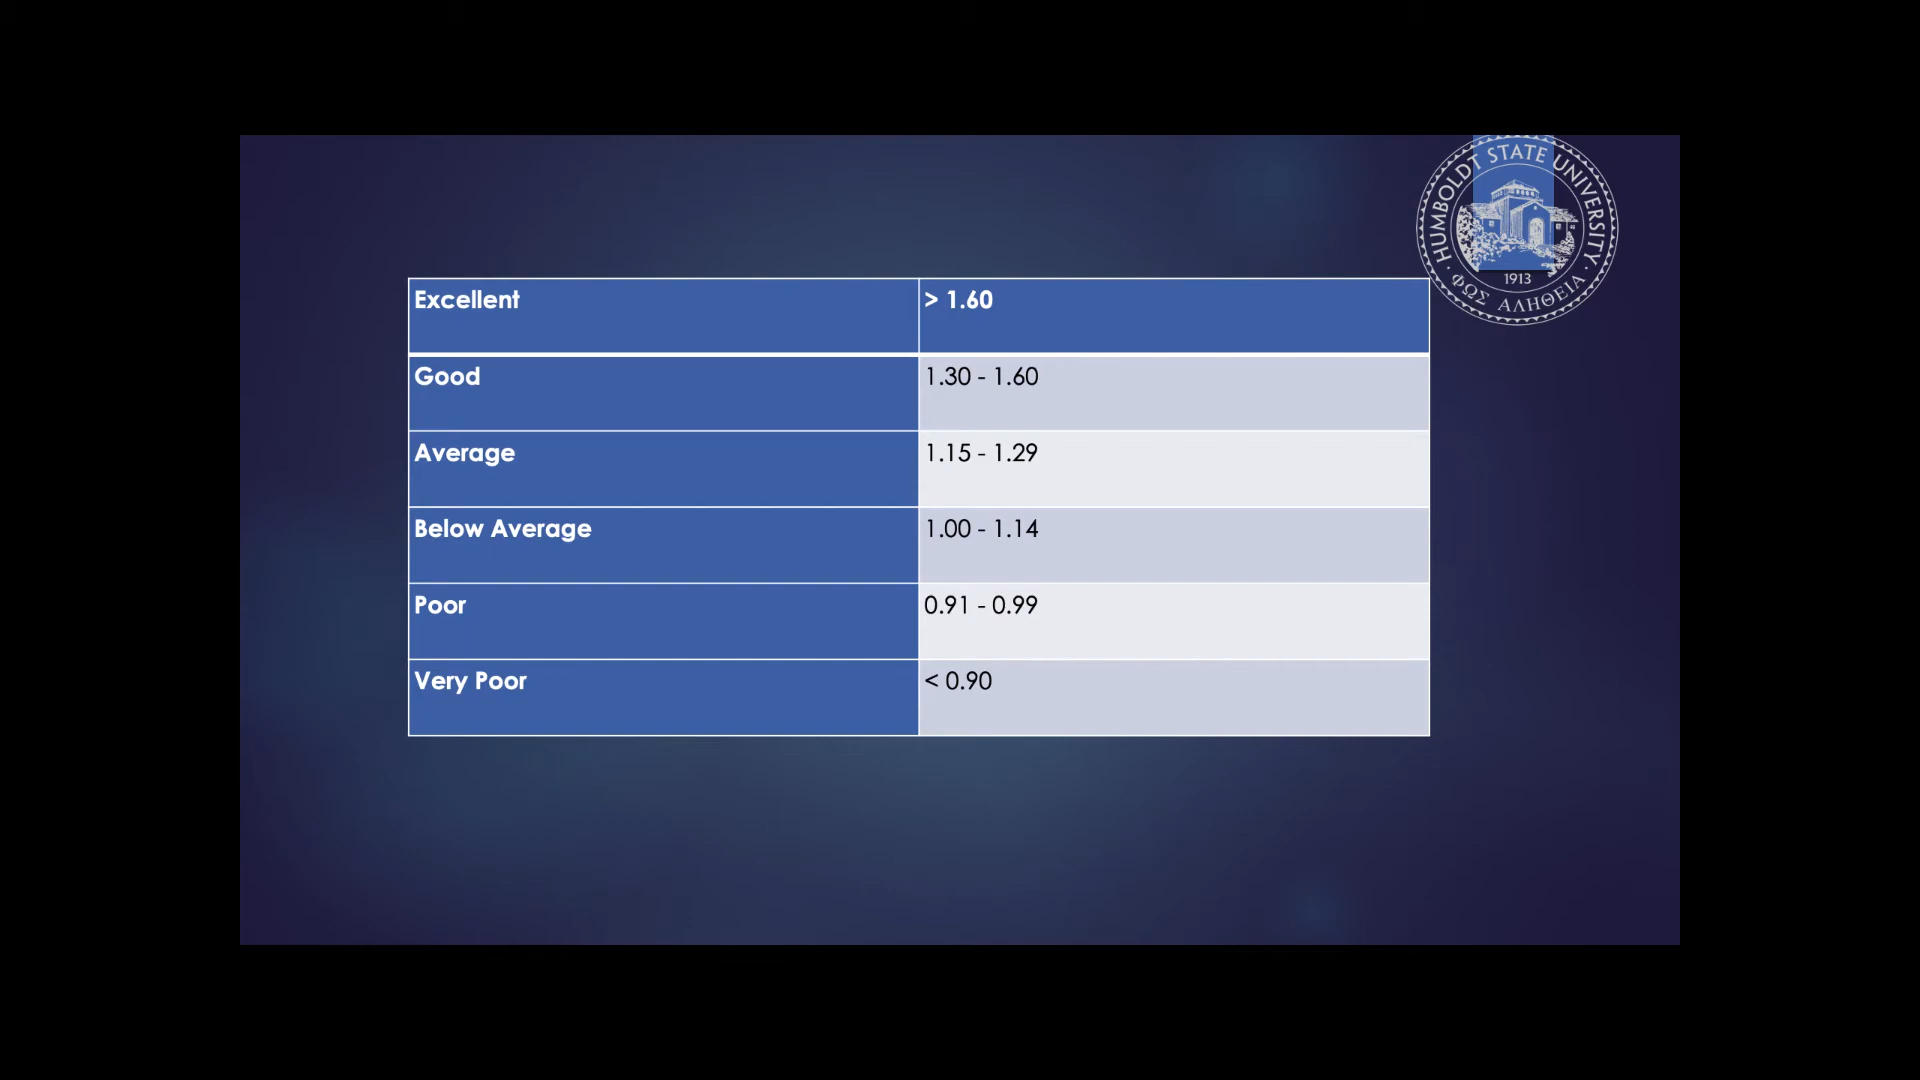 HUMBOLDT STATE UNIVERSITY
1913
ΦΩΣ ΑΛΗΘΕΙΑ
Excellent > 1.60
Good 1.30 - 1.60
Average 1.15 - 1.29
Below Average 1.00 - 1.14
Poor 0.91 - 0.99
Very Poor < 0.90